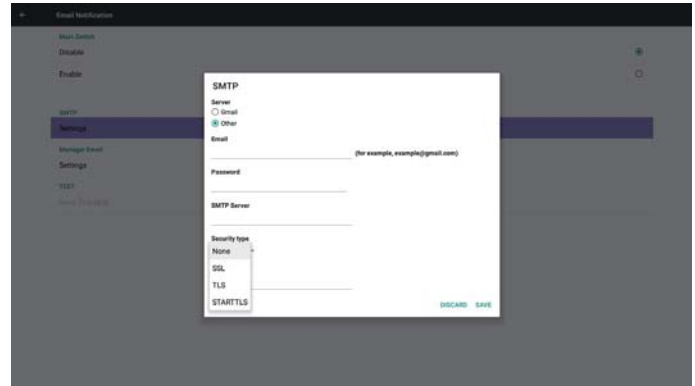 Email Notification
Main Switch
Disable
Enable
SMTP
Settings
Manager Email
Settings
TEST
SMTP
Server
Gmail
Other
Email
(for example, example@gmail.com)
Password
SMTP Server
Security type
None
SSL
TLS
STARTTLS
DISCARD SAVE